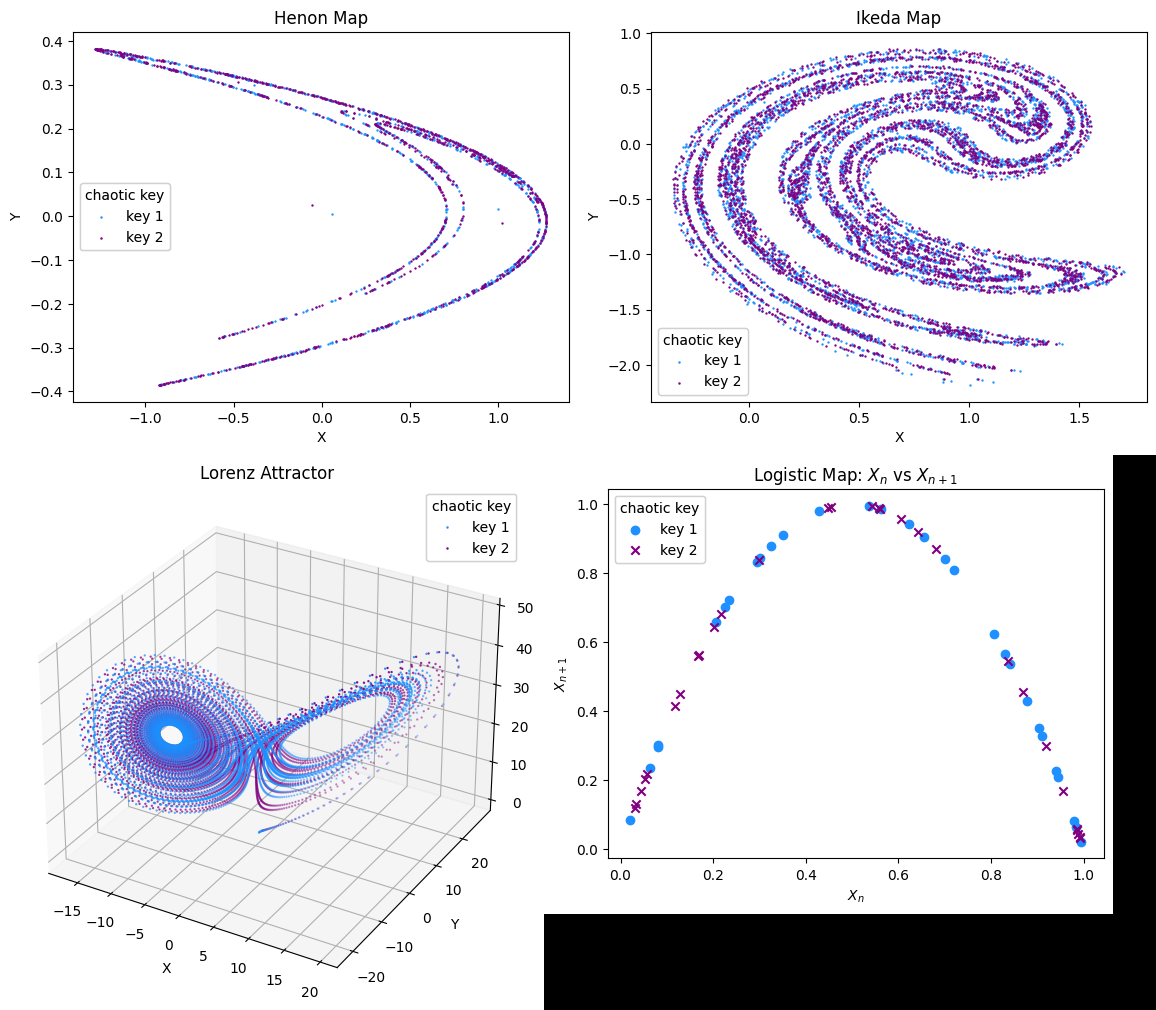 Henon Map
0.4
0.3
0.2
0.1
0.0
−0.1
−0.2
−0.3
−0.4
Y
chaotic key
key 1
key 2
−1.0
−0.5
0.0
0.5
1.0
X
Ikeda Map
1.0
0.5
0.0
−0.5
−1.0
−1.5
−2.0
Y
chaotic key
key 1
key 2
0.0
0.5
1.0
1.5
X
Lorenz Attractor
chaotic key
key 1
key 2
50
40
30
20
10
0
20
10
0
−10
−20
Y
−15
−10
−5
0
5
10
15
20
X
Logistic Map: Xₙ vs Xₙ₊₁
chaotic key
key 1
key 2
1.0
0.8
0.6
0.4
0.2
0.0
Xₙ₊₁
0.0
0.2
0.4
0.6
0.8
1.0
Xₙ